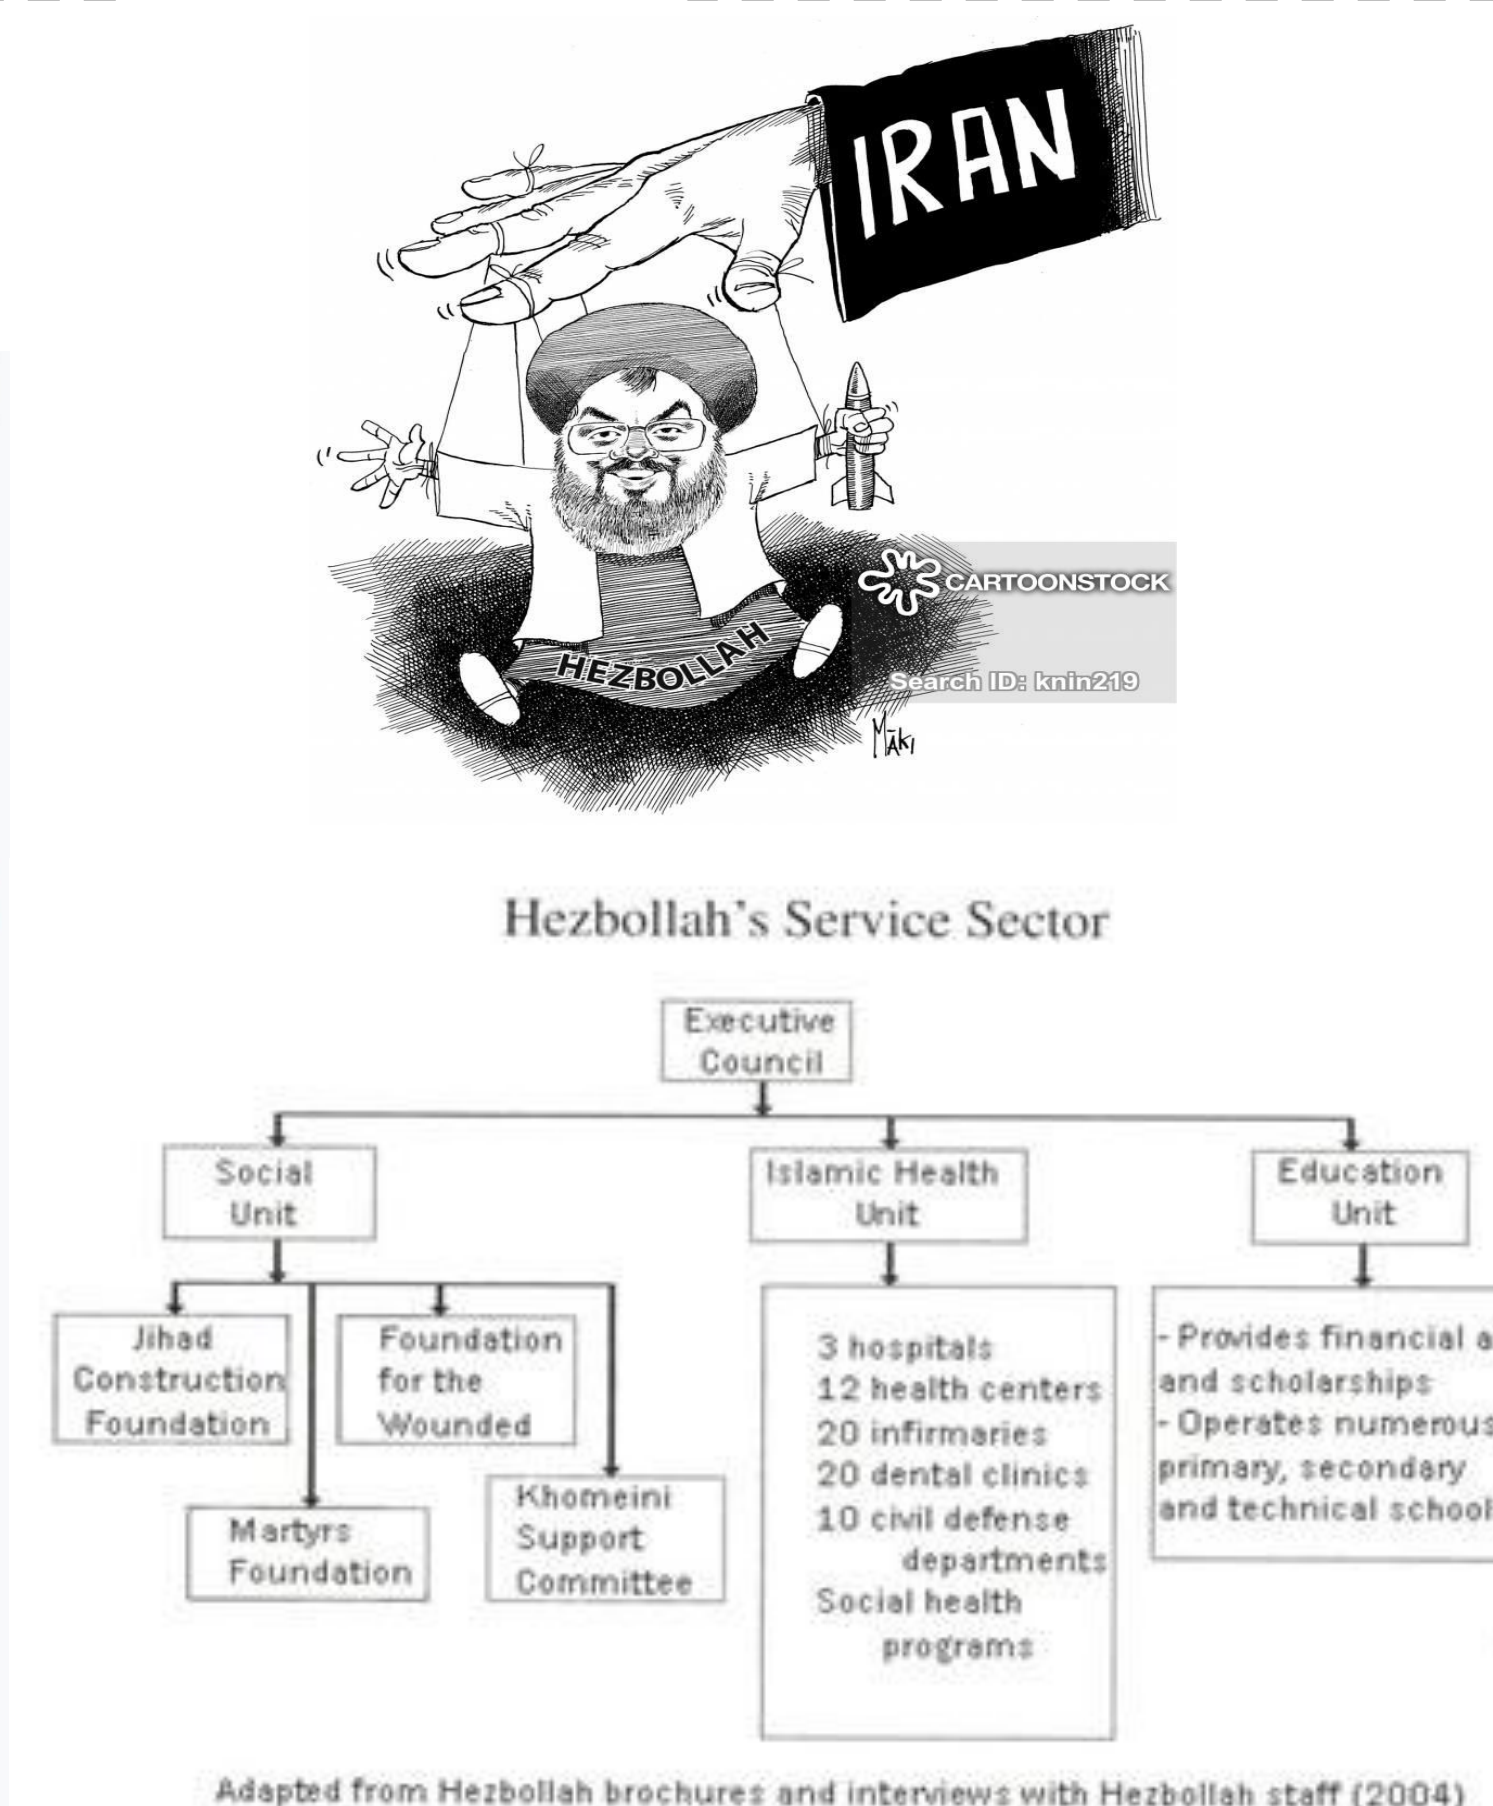 IRAN
HEZBOLLAH
CARTOONSTOCK
Search ID: knin219
MĀKI
Hezbollah's Service Sector
Executive
Council
Social
Unit
Islamic Health
Unit
Education
Unit
Jihad
Construction
Foundation
Foundation
for the
Wounded
Martyrs
Foundation
Khomeini
Support
Committee
3 hospitals
12 health centers
20 infirmaries
20 dental clinics
10 civil defense
departments
Social health
programs
- Provides financial a
and scholarships
- Operates numerous
primary, secondary
and technical school
Adapted from Hezbollah brochures and interviews with Hezbollah staff (2004)